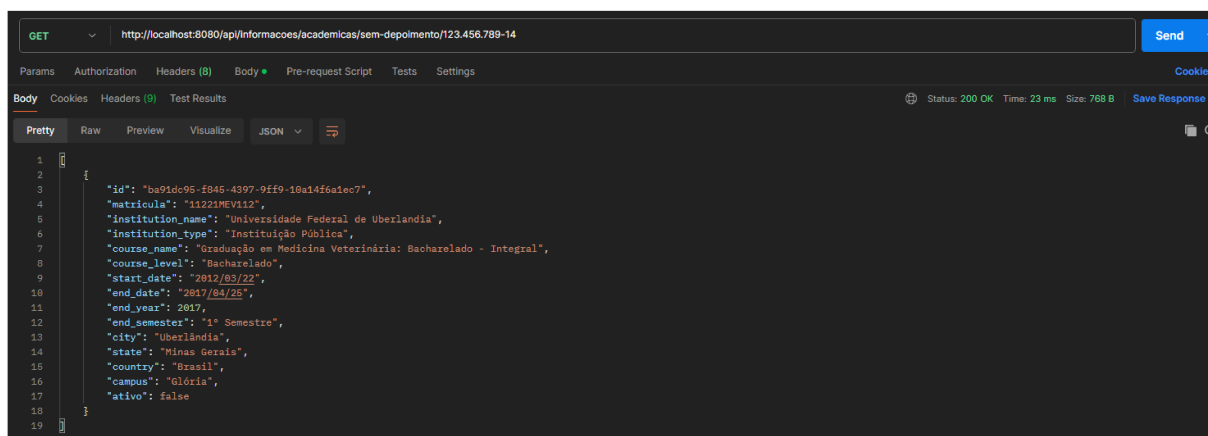 GET http://localhost:8080/api/informacoes/academicas/sem-depoimento/123.456.789-14 Send
Params Authorization Headers (8) Body Pre-request Script Tests Settings Cookie
Body Cookies Headers (9) Test Results Status: 200 OK Time: 23 ms Size: 768 B Save Response
Pretty Raw Preview Visualize JSON
1 [
2 {
3 "id": "ba91dc95-f845-4397-9ff9-10a14f6a1ec7",
4 "matricula": "11221MEV112",
5 "institution_name": "Universidade Federal de Uberlandia",
6 "institution_type": "Instituição Pública",
7 "course_name": "Graduação em Medicina Veterinária: Bacharelado - Integral",
8 "course_level": "Bacharelado",
9 "start_date": "2012/03/22",
10 "end_date": "2017/04/25",
11 "end_year": 2017,
12 "end_semester": "1º Semestre",
13 "city": "Uberlândia",
14 "state": "Minas Gerais",
15 "country": "Brasil",
16 "campus": "Glória",
17 "ativo": false
18 }
19 ]